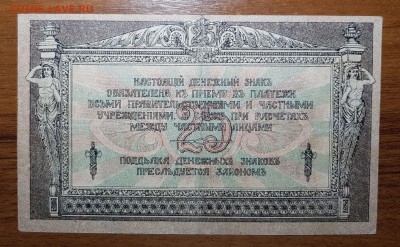 25
НАСТОЯЩІЙ ДЕНЕЖНЫЙ ЗНАКЪ
ОБЯЗАТЕЛЕНЪ КЪ ПРІЕМУ ВЪ ПЛАТЕЖИ
ВСѢМИ ПРАВИТЕЛЬСТВЕННЫМИ И ЧАСТНЫМИ
УЧРЕЖДЕНІЯМИ, ПРИ РАЗСЧЕТАХЪ
МЕЖДУ ЧАСТНЫМИ ЛИЦАМИ
25
ПОДДѢЛКА ДЕНЕЖНЫХЪ ЗНАКОВЪ
ПРЕСЛѢДУЕТСЯ ЗАКОНОМЪ